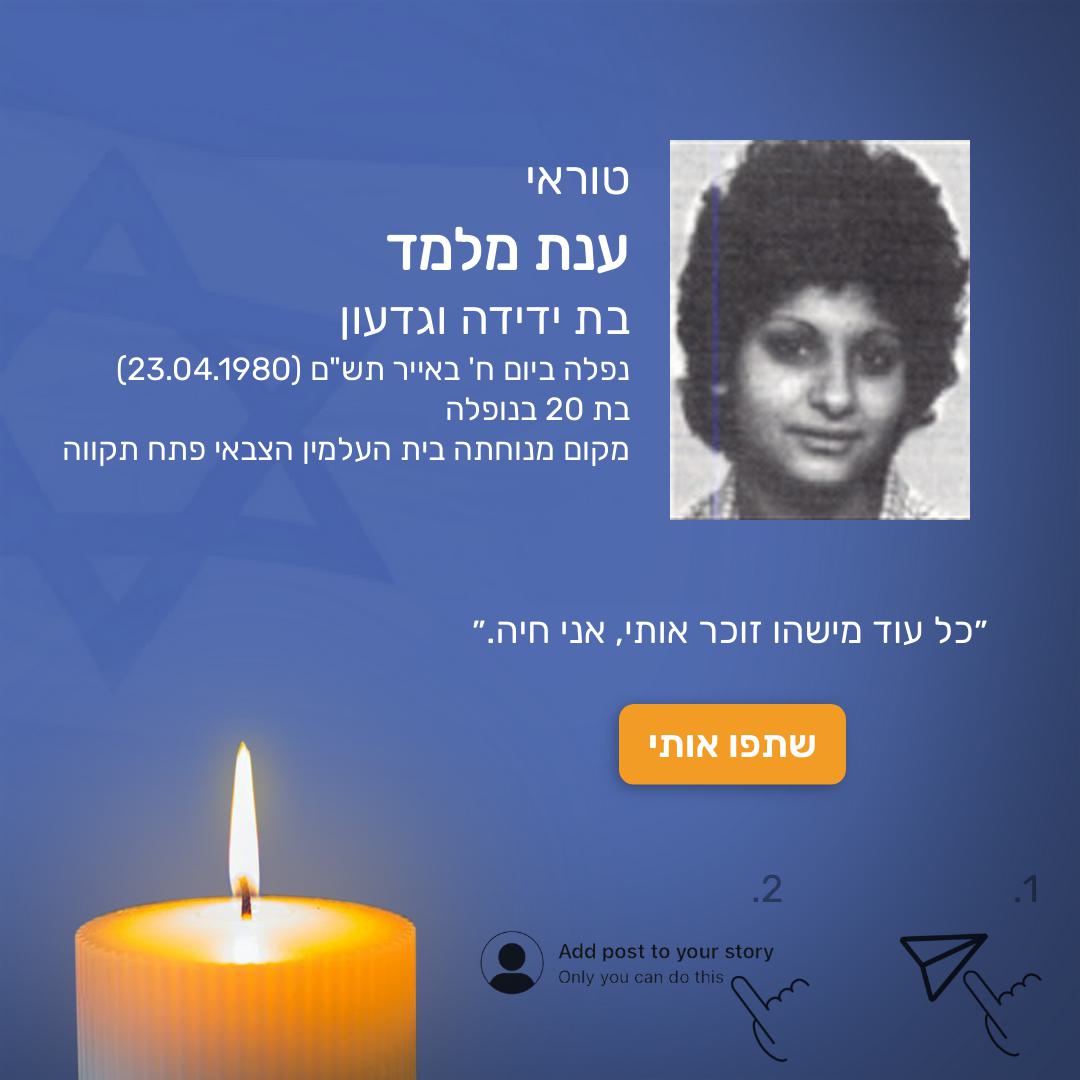 טוראי
ענת מלמד
בת ידידה וגדעון
נפלה ביום ח' באייר תש"ם (23.04.1980)
בת 20 בנופלה
מקום מנוחתה בית העלמין הצבאי פתח תקווה
״כל עוד מישהו זוכר אותי, אני חיה.״
שתפו אותי
1.
2.
Add post to your story
Only you can do this